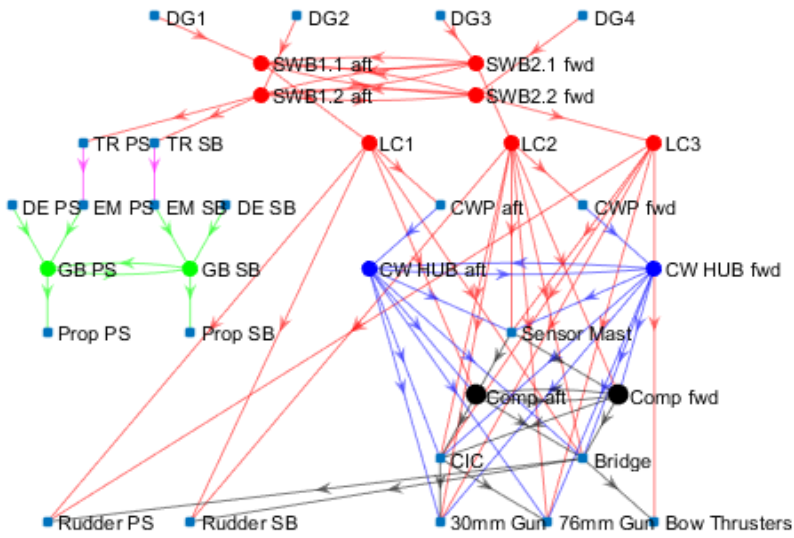 DG1 DG2 DG3 DG4
SWB1.1 aft SWB2.1 fwd
SWB1.2 aft SWB2.2 fwd
TR PS TR SB LC1 LC2 LC3
DE PS EM PS EM SB DE SB CWP aft CWP fwd
GB PS GB SB CW HUB aft CW HUB fwd
Prop PS Prop SB Sensor Mast
Comp aft Comp fwd
CIC Bridge
Rudder PS Rudder SB 30mm Gun 76mm Gun Bow Thrusters